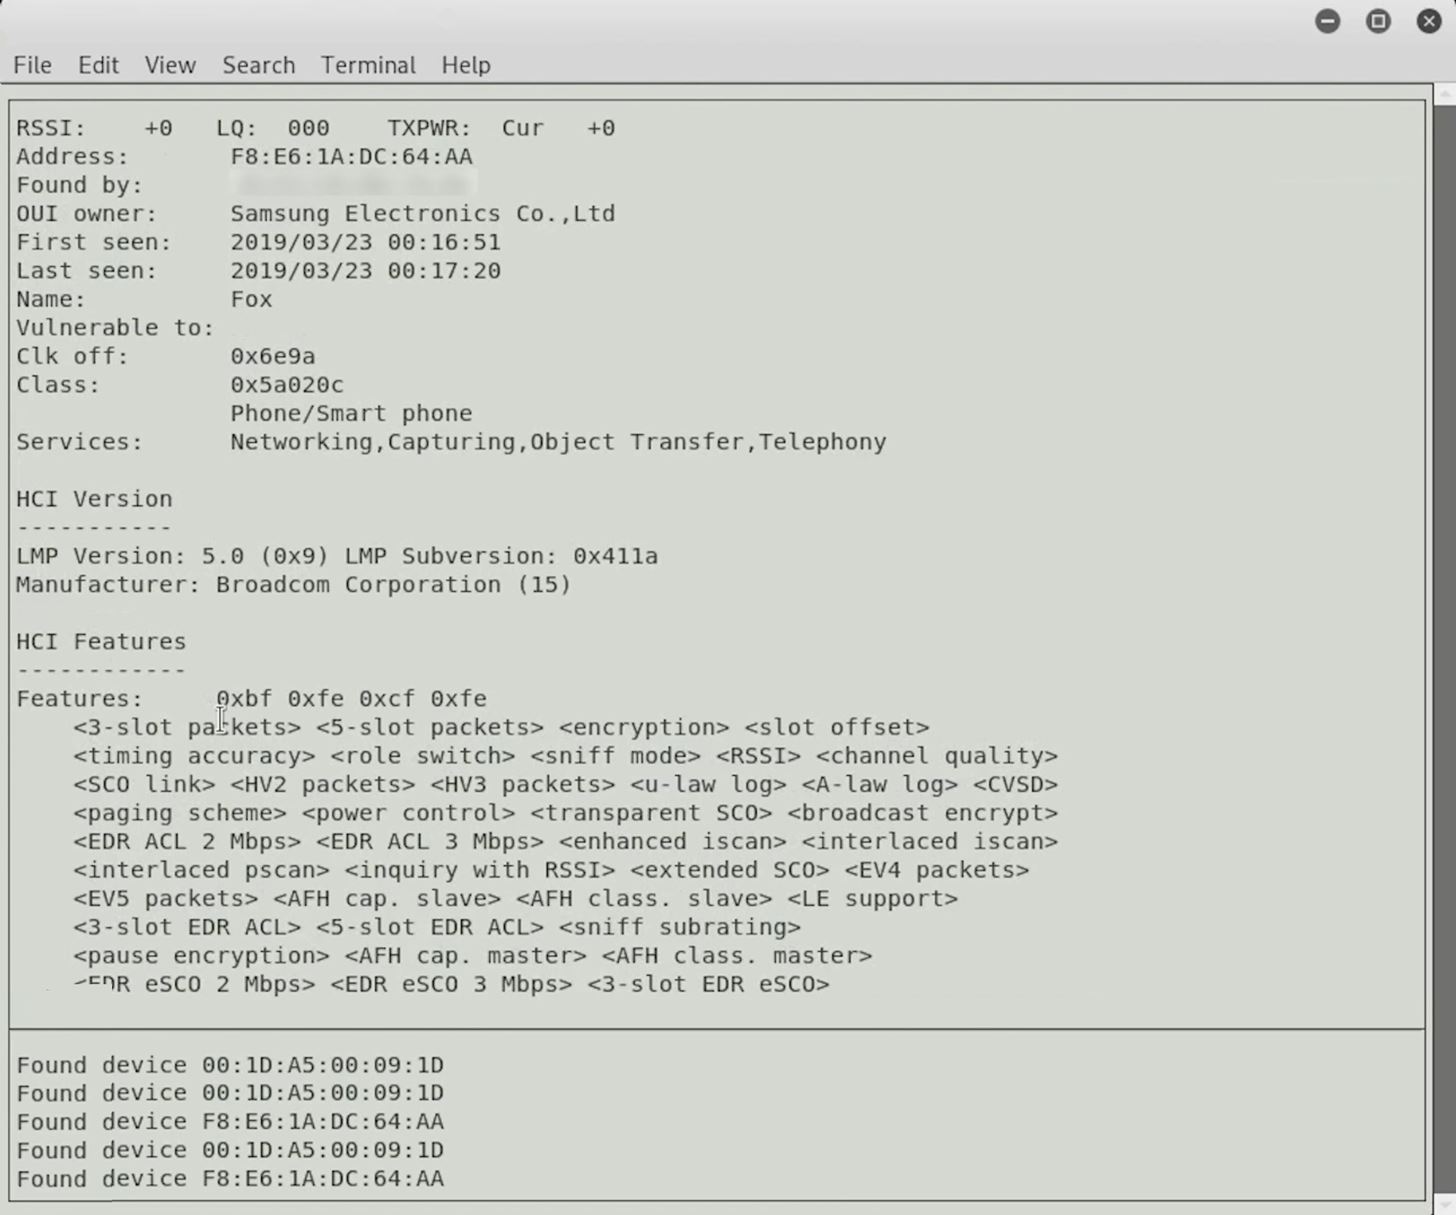 File Edit View Search Terminal Help
RSSI: +0 LQ: 000 TXPWR: Cur +0
Address: F8:E6:1A:DC:64:AA
Found by:
OUI owner: Samsung Electronics Co.,Ltd
First seen: 2019/03/23 00:16:51
Last seen: 2019/03/23 00:17:20
Name: Fox
Vulnerable to:
Clk off: 0x6e9a
Class: 0x5a020c
Phone/Smart phone
Services: Networking,Capturing,Object Transfer,Telephony
HCI Version
-----------
LMP Version: 5.0 (0x9) LMP Subversion: 0x411a
Manufacturer: Broadcom Corporation (15)
HCI Features
------------
Features: 0xbf 0xfe 0xcf 0xfe
<3-slot packets> <5-slot packets> <encryption> <slot offset>
<timing accuracy> <role switch> <sniff mode> <RSSI> <channel quality>
<SCO link> <HV2 packets> <HV3 packets> <u-law log> <A-law log> <CVSD>
<paging scheme> <power control> <transparent SCO> <broadcast encrypt>
<EDR ACL 2 Mbps> <EDR ACL 3 Mbps> <enhanced iscan> <interlaced iscan>
<interlaced pscan> <inquiry with RSSI> <extended SCO> <EV4 packets>
<EV5 packets> <AFH cap. slave> <AFH class. slave> <LE support>
<3-slot EDR ACL> <5-slot EDR ACL> <sniff subrating>
<pause encryption> <AFH cap. master> <AFH class. master>
<EDR eSCO 2 Mbps> <EDR eSCO 3 Mbps> <3-slot EDR eSCO>
Found device 00:1D:A5:00:09:1D
Found device 00:1D:A5:00:09:1D
Found device F8:E6:1A:DC:64:AA
Found device 00:1D:A5:00:09:1D
Found device F8:E6:1A:DC:64:AA